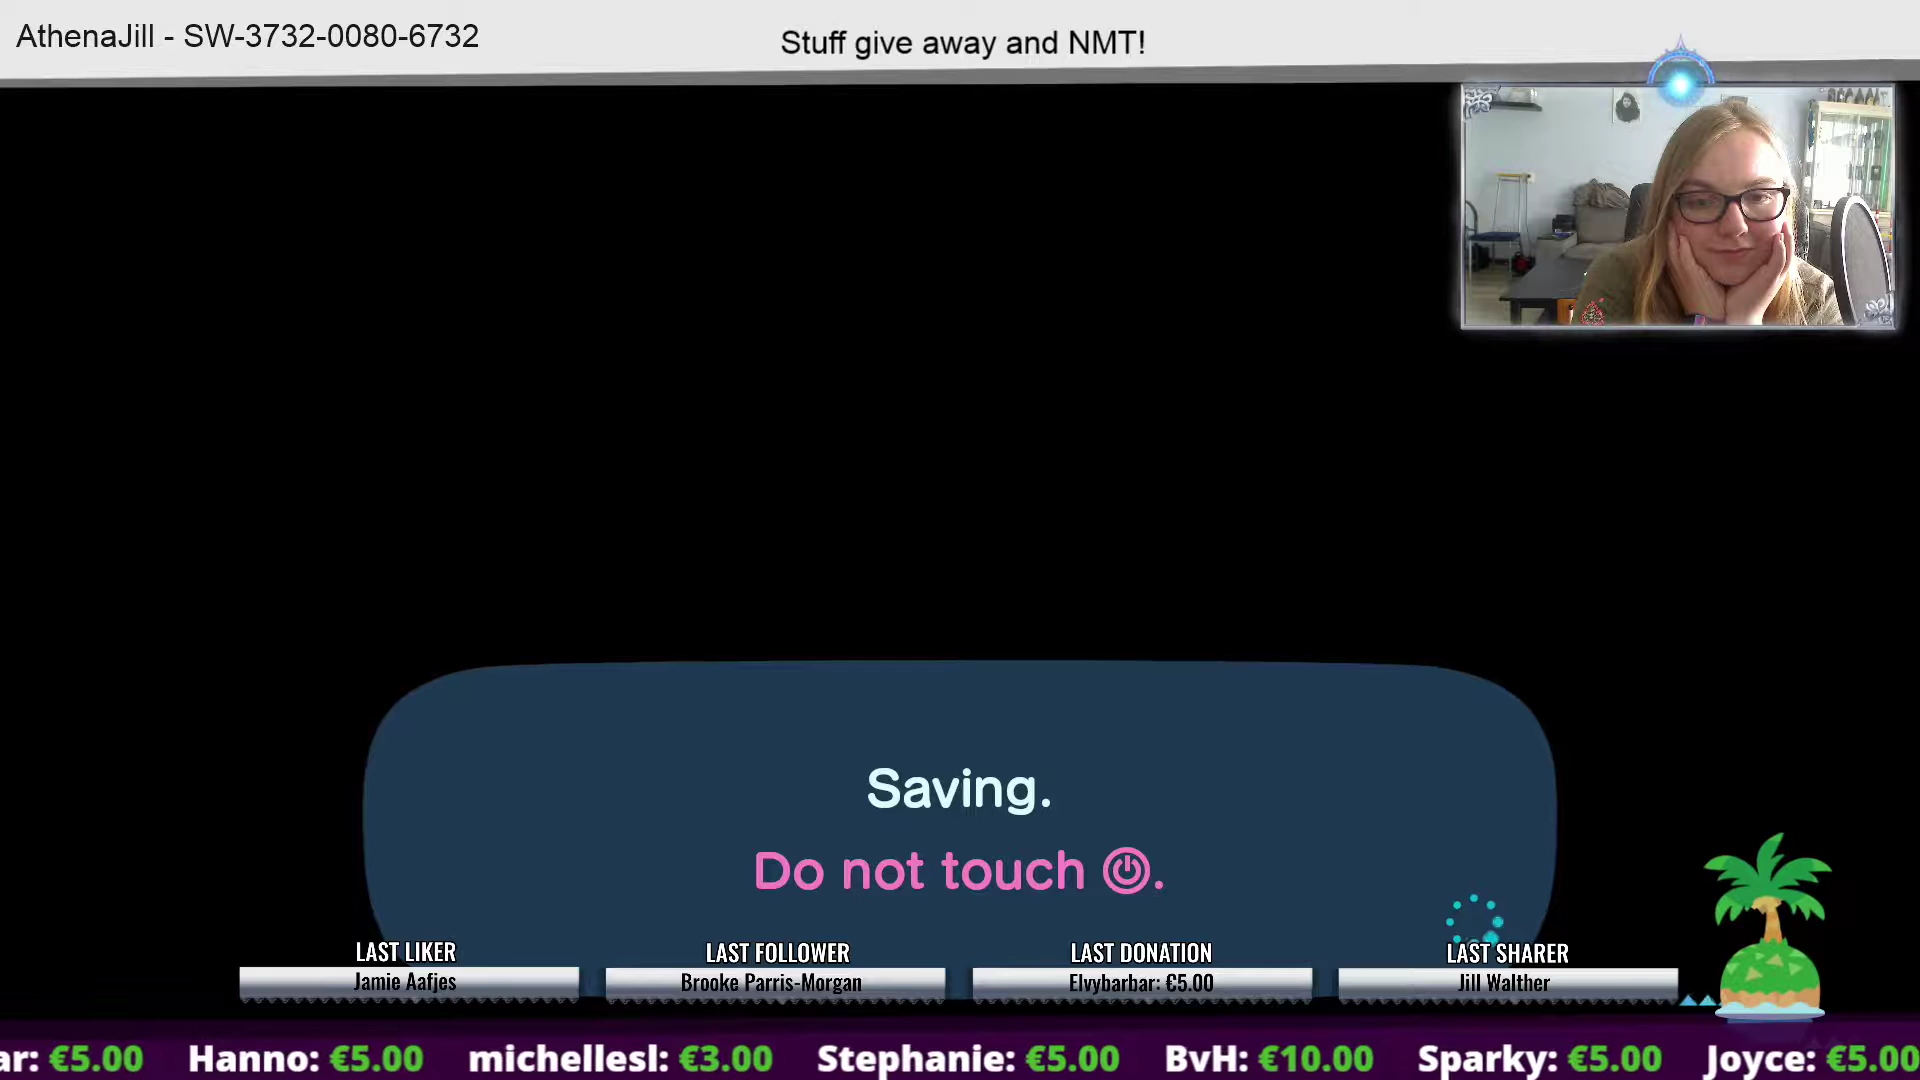 AthenaJill - SW-3732-0080-6732
Stuff give away and NMT!
Saving.
Do not touch ⏻.
LAST LIKER
Jamie Aafjes
LAST FOLLOWER
Brooke Parris-Morgan
LAST DONATION
Elvybarbar: €5.00
LAST SHARER
Jill Walther
ar: €5.00 Hanno: €5.00 michellesl: €3.00 Stephanie: €5.00 BvH: €10.00 Sparky: €5.00 Joyce: €5.00